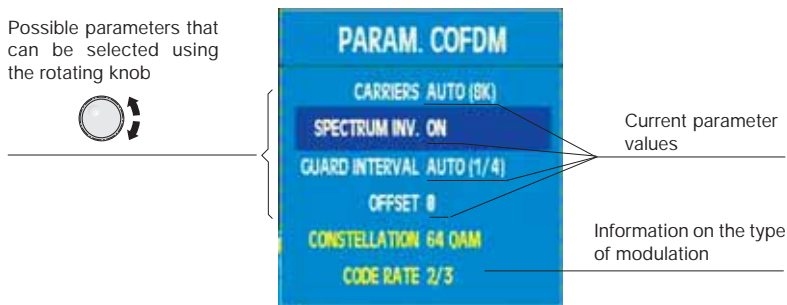 Possible parameters that
can be selected using
the rotating knob
PARAM. COFDM
CARRIERS AUTO (8K)
SPECTRUM INV. ON
GUARD INTERVAL AUTO (1/4)
OFFSET 0
CONSTELLATION 64 QAM
CODE RATE 2/3
Current parameter
values
Information on the type
of modulation